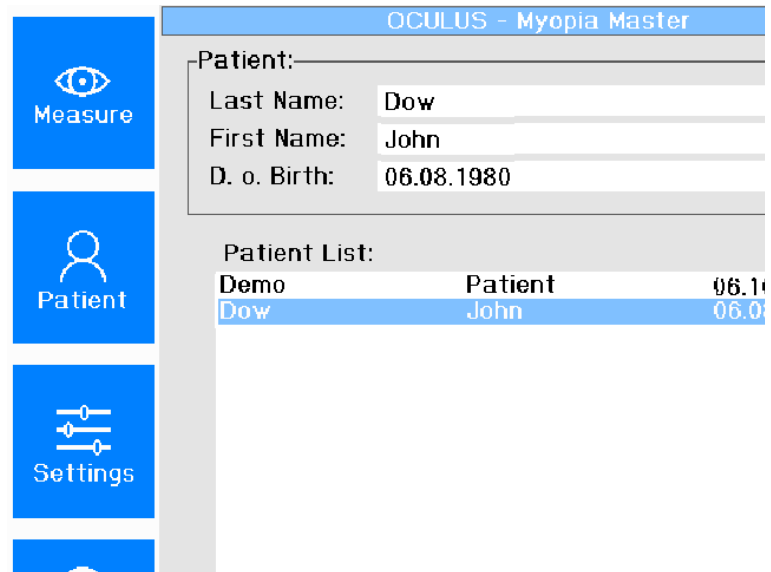 OCULUS - Myopia Master
Measure
Patient:
Last Name: Dow
First Name: John
D. o. Birth: 06.08.1980
Patient
Patient List:
Demo Patient
Dow John
Settings